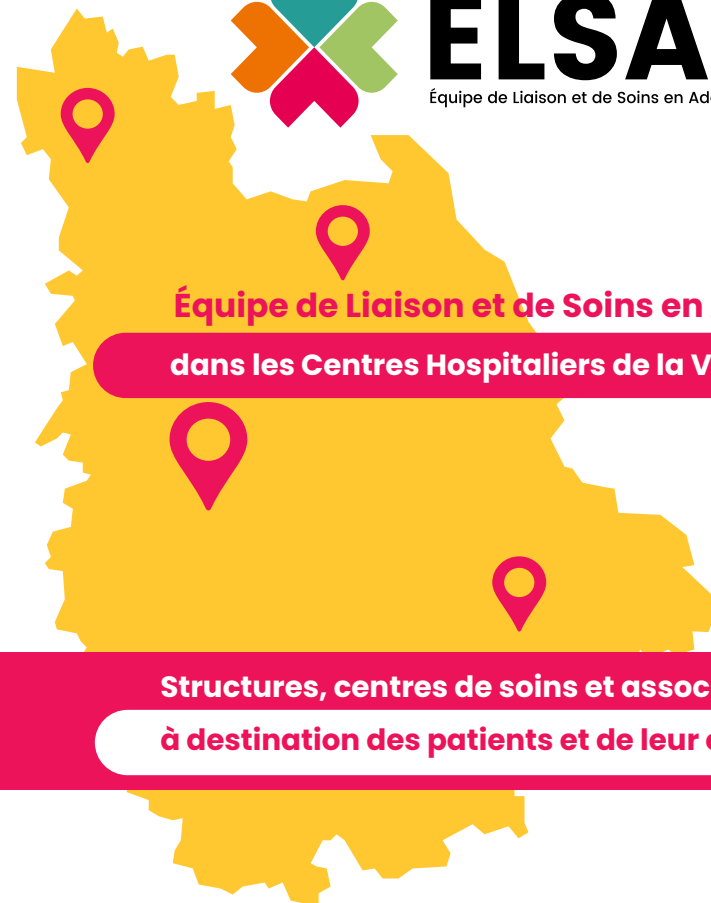 ELSA
Équipe de Liaison et de Soins en Ad
Équipe de Liaison et de Soins en
dans les Centres Hospitaliers de la V
Structures, centres de soins et assoc
à destination des patients et de leur